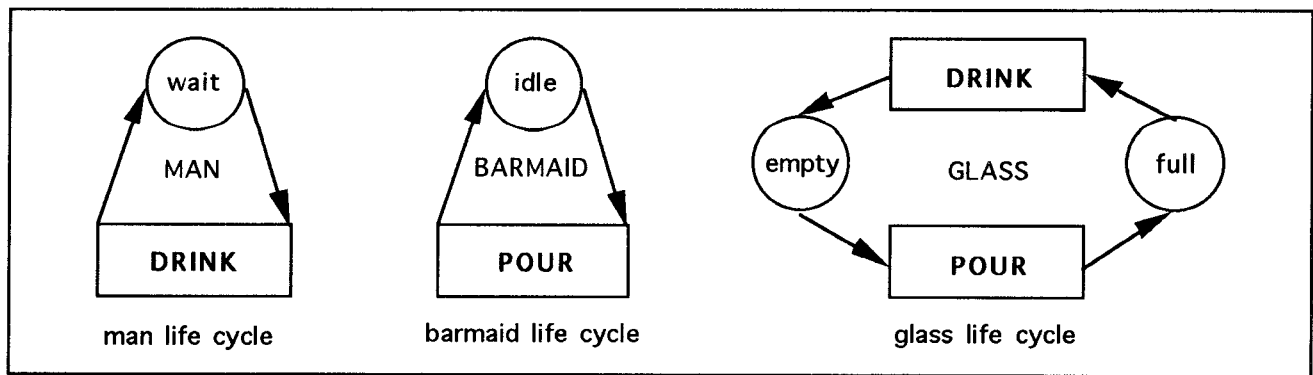 wait
MAN
DRINK
man life cycle
idle
BARMAID
POUR
barmaid life cycle
DRINK
empty
GLASS
full
POUR
glass life cycle